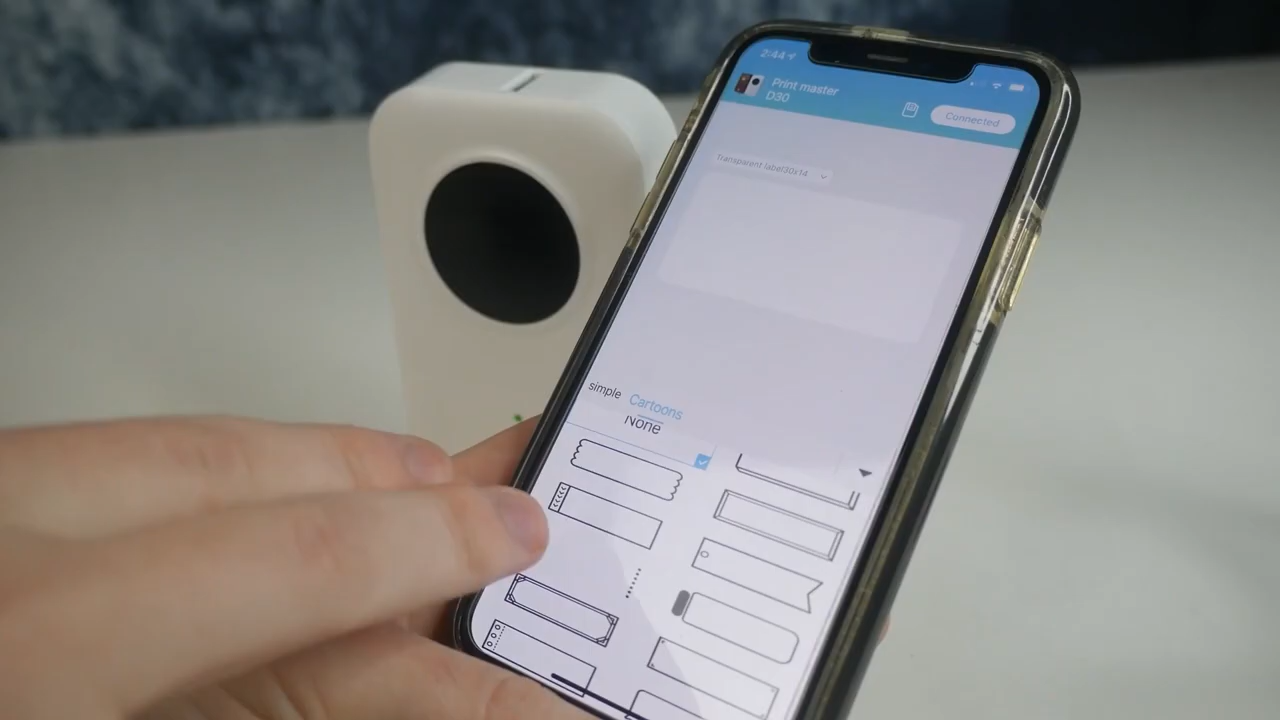 2:44
Print master
D30
Connected
Transparent label30x14
simple Cartoons
None